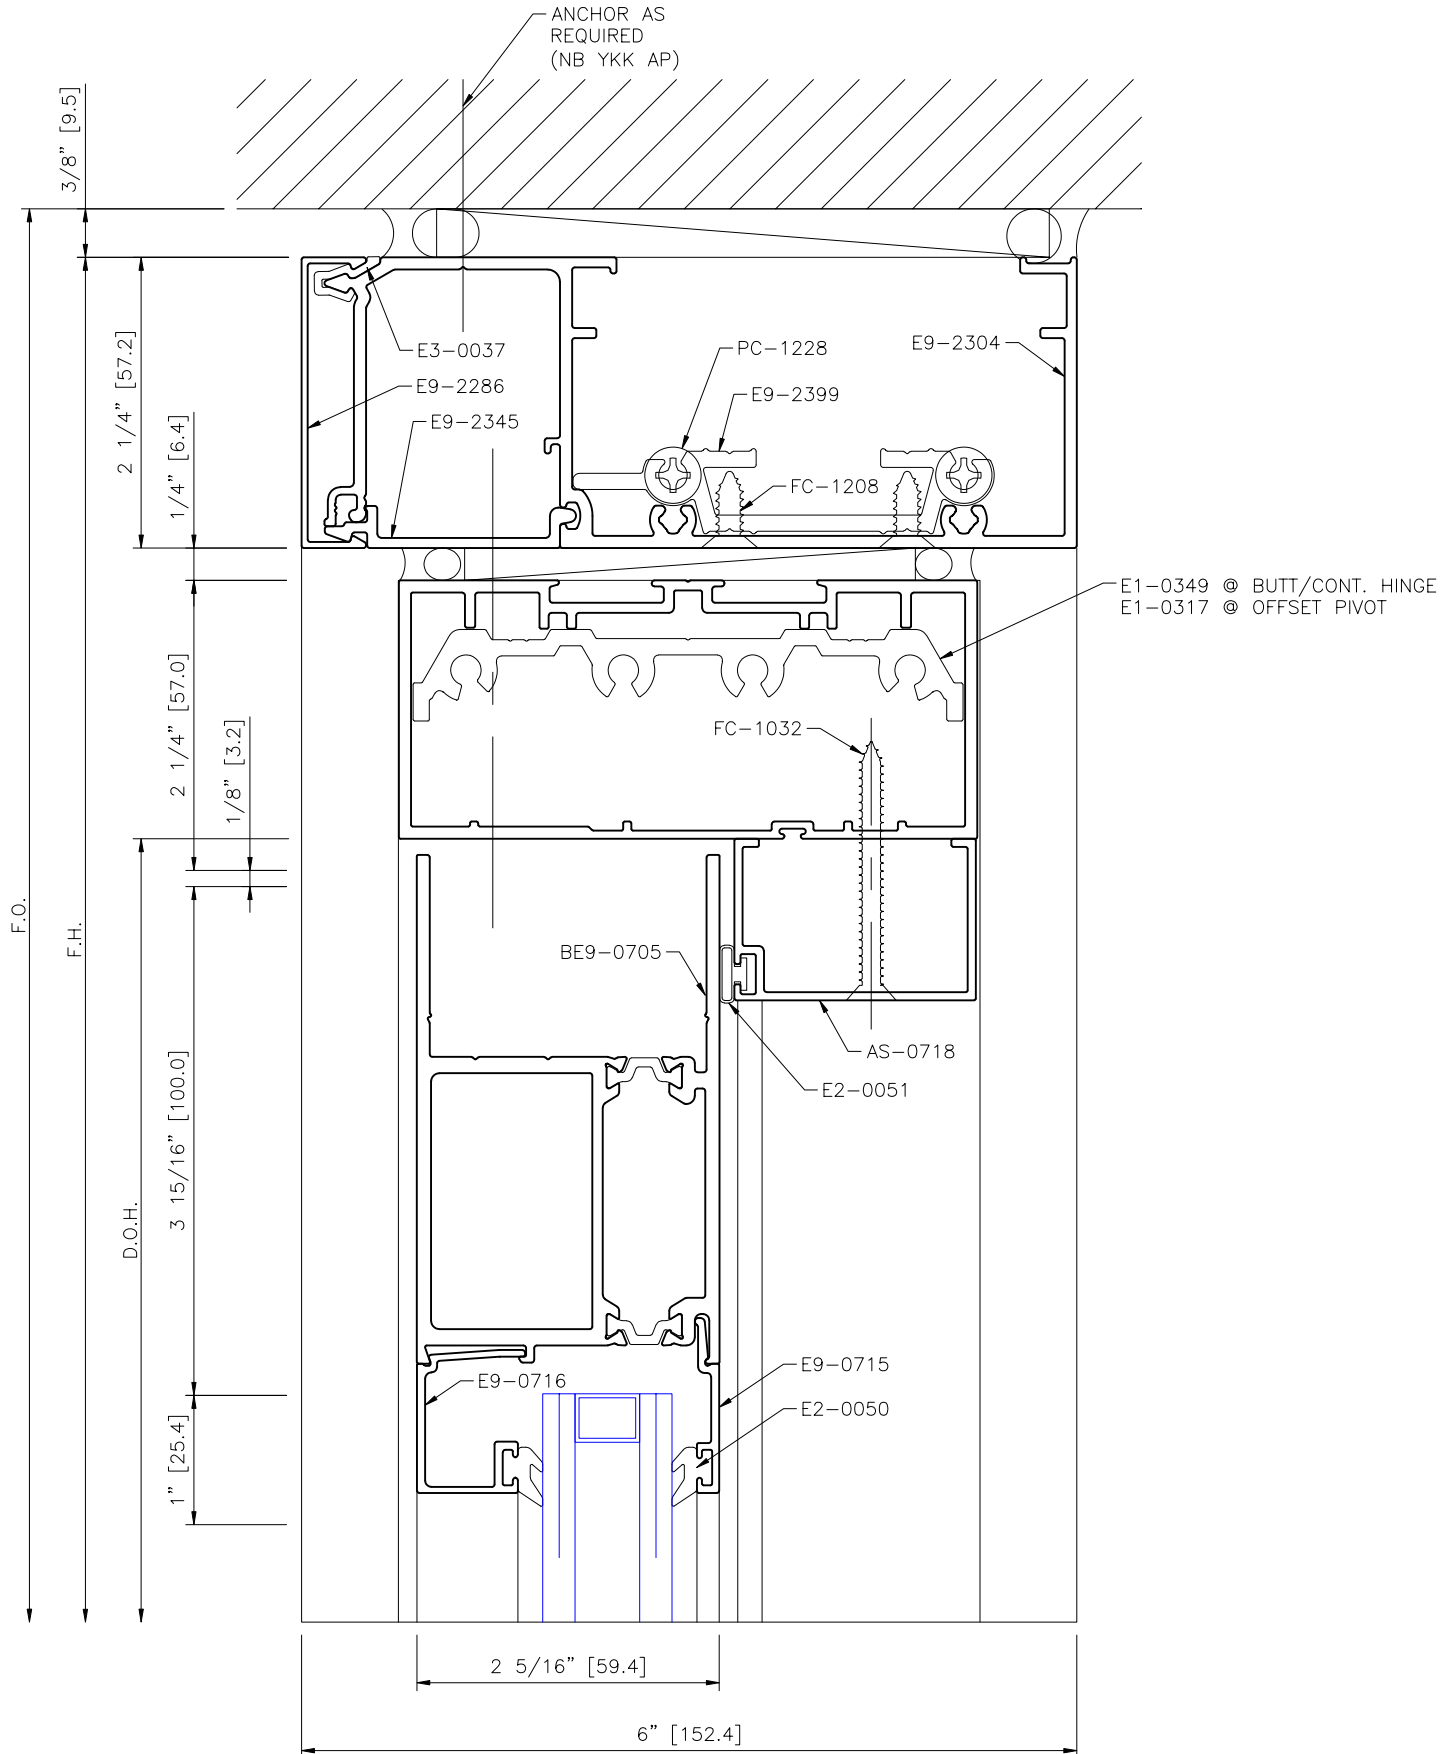 ANCHOR AS
REQUIRED
(NB YKK AP)
3/8” [9.5]
2 1/4” [57.2]
1/4” [6.4]
E3-0037
E9-2286
E9-2345
PC-1228
E9-2399
E9-2304
FC-1208
E1-0349 @ BUTT/CONT. HINGE
E1-0317 @ OFFSET PIVOT
2 1/4” [57.0]
1/8” [3.2]
FC-1032
F.O.
F.H.
D.O.H.
BE9-0705
AS-0718
E2-0051
3 15/16” [100.0]
E9-0715
E9-0716
E2-0050
1” [25.4]
2 5/16” [59.4]
6” [152.4]